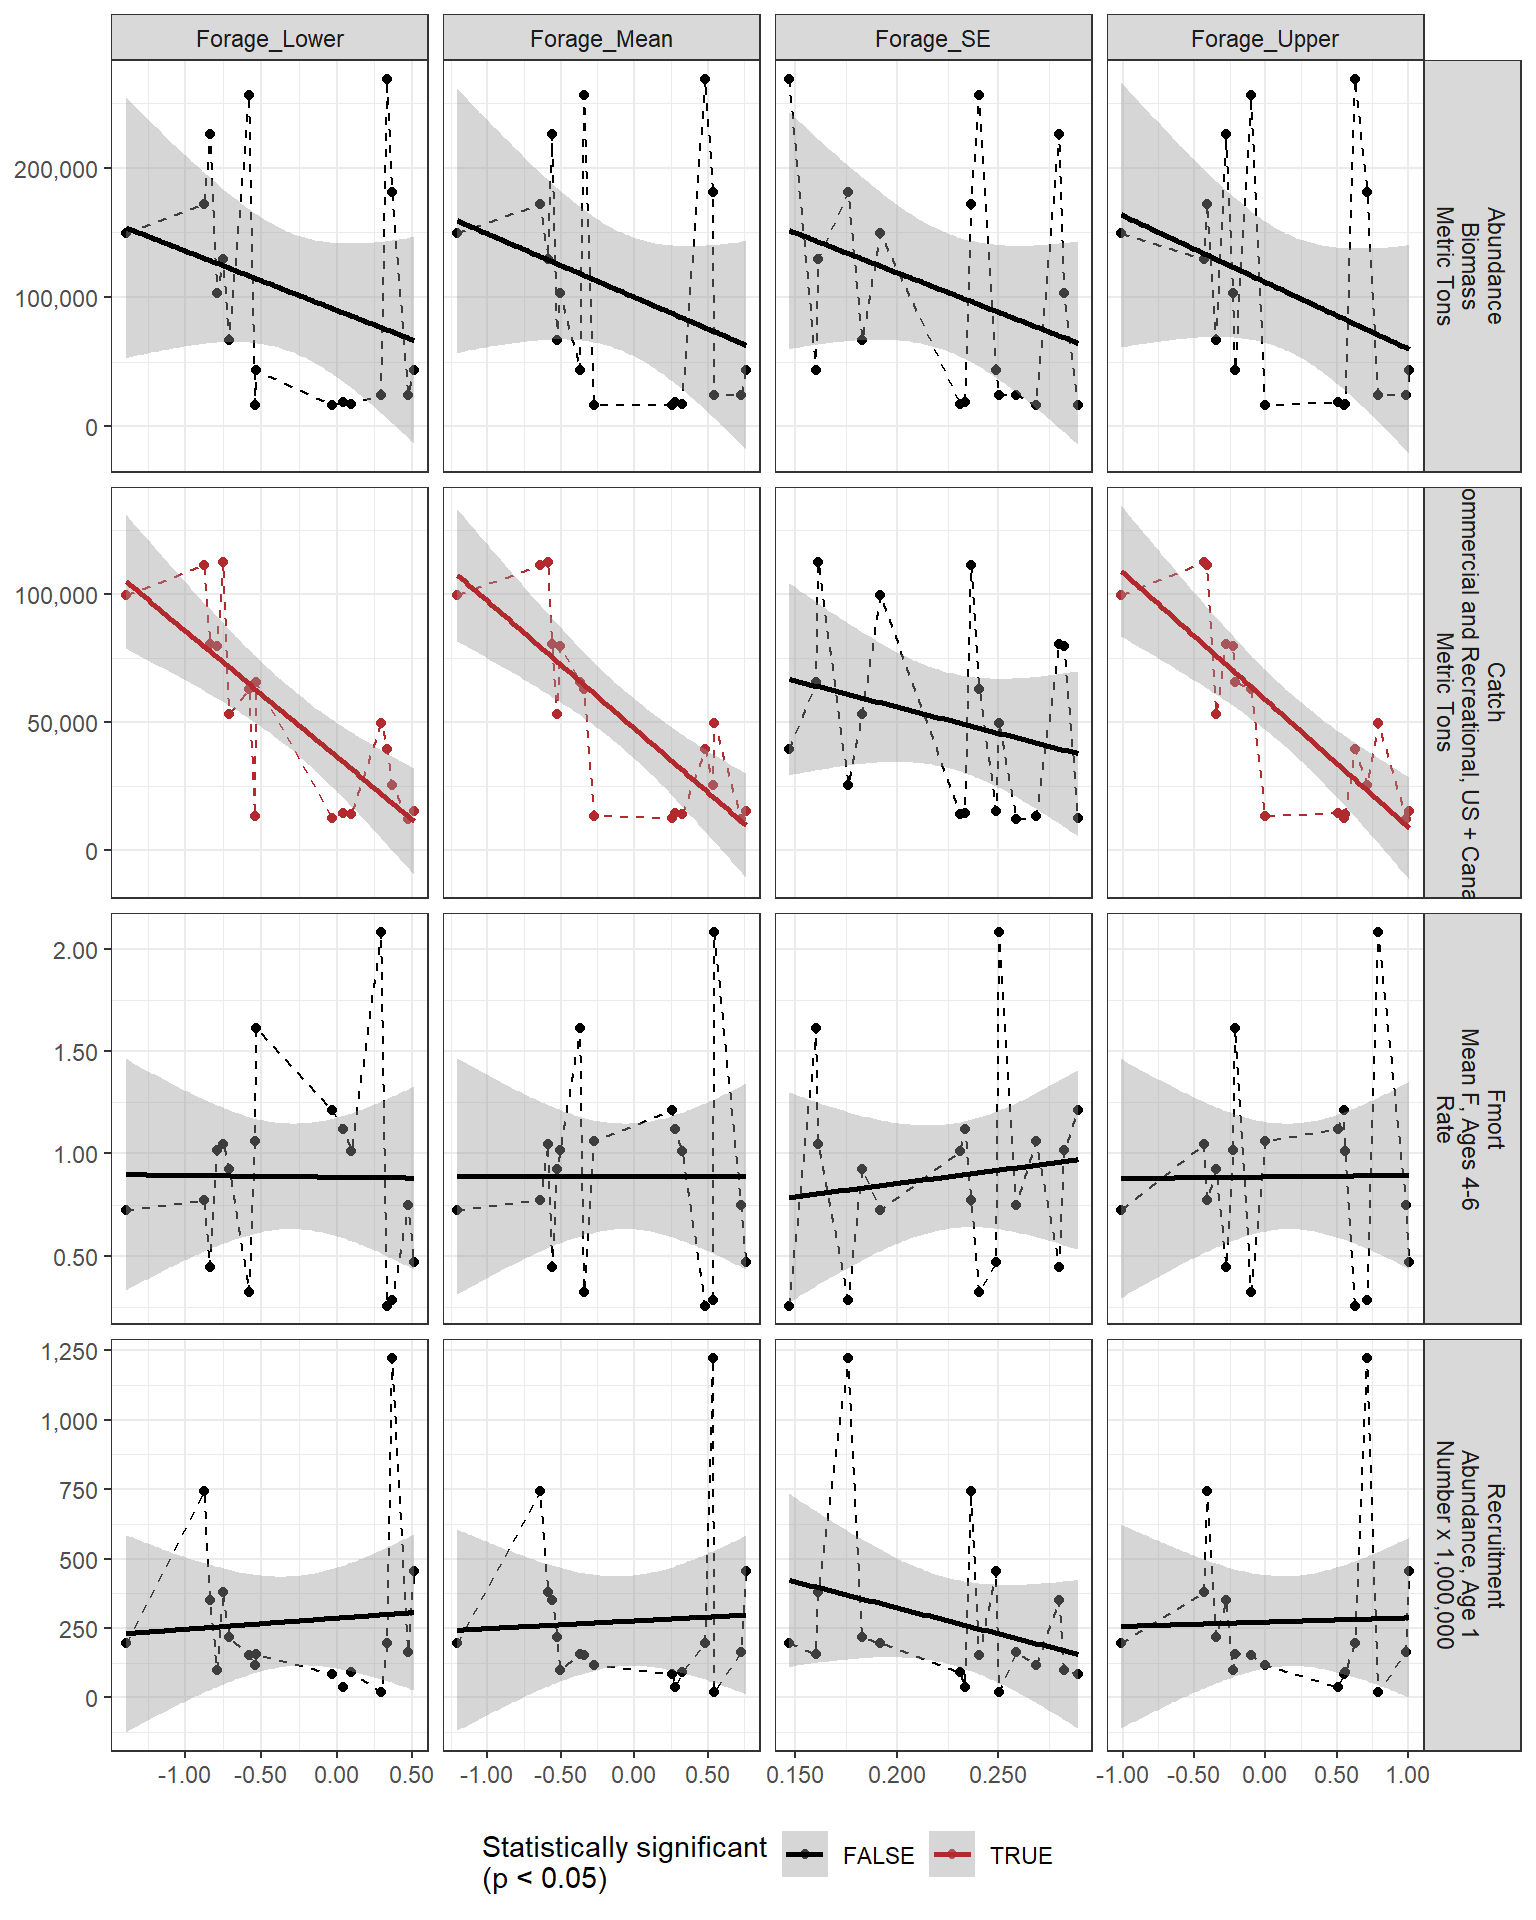 Forage_Lower Forage_Mean Forage_SE Forage_Upper
200,000
100,000
0
Abundance
Biomass
Metric Tons
100,000
50,000
0
Catch
ommercial and Recreational, US + Cana
Metric Tons
2.00
1.50
1.00
0.50
Fmort
Mean F, Ages 4-6
Rate
1,250
1,000
750
500
250
0
Recruitment
Abundance, Age 1
Number x 1,000,000
-1.00 -0.50 0.00 0.50 -1.00 -0.50 0.00 0.50 0.150 0.200 0.250 -1.00 -0.50 0.00 0.50 1.00
Statistically significant
(p < 0.05)
FALSE TRUE